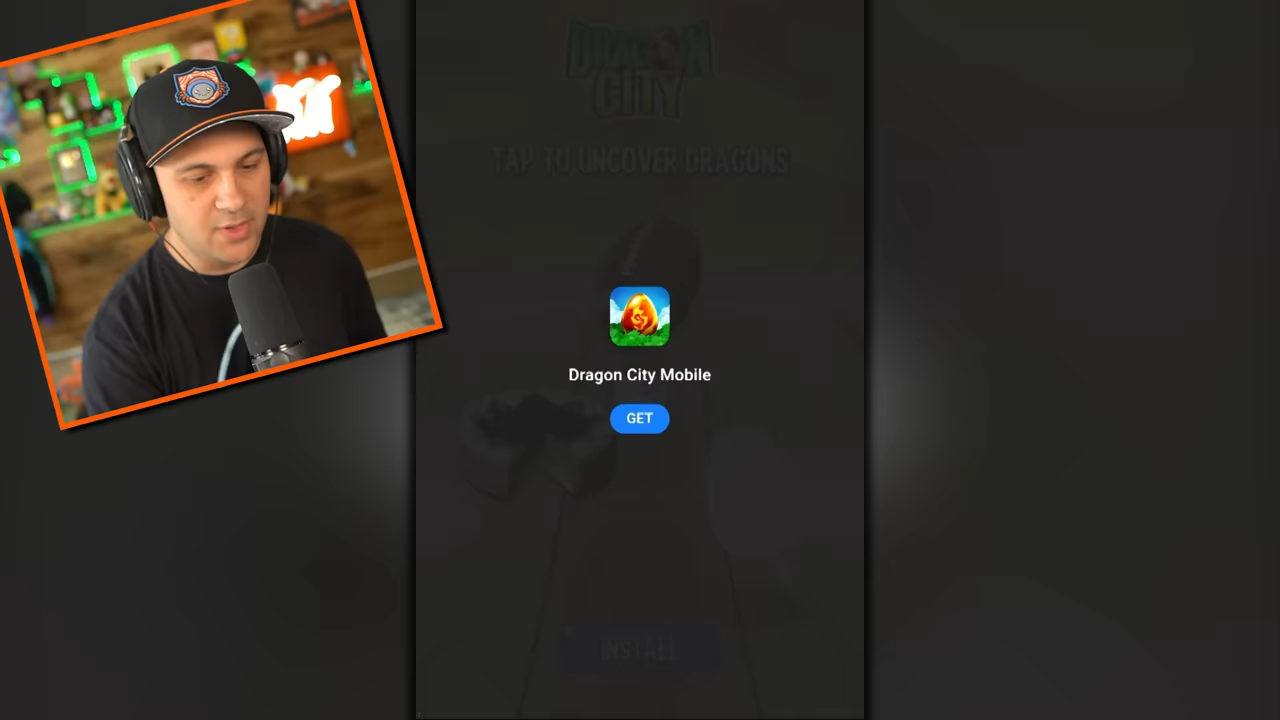 DRAGON
CITY
TAP TO UNCOVER DRAGONS
Dragon City Mobile
GET
INSTALL